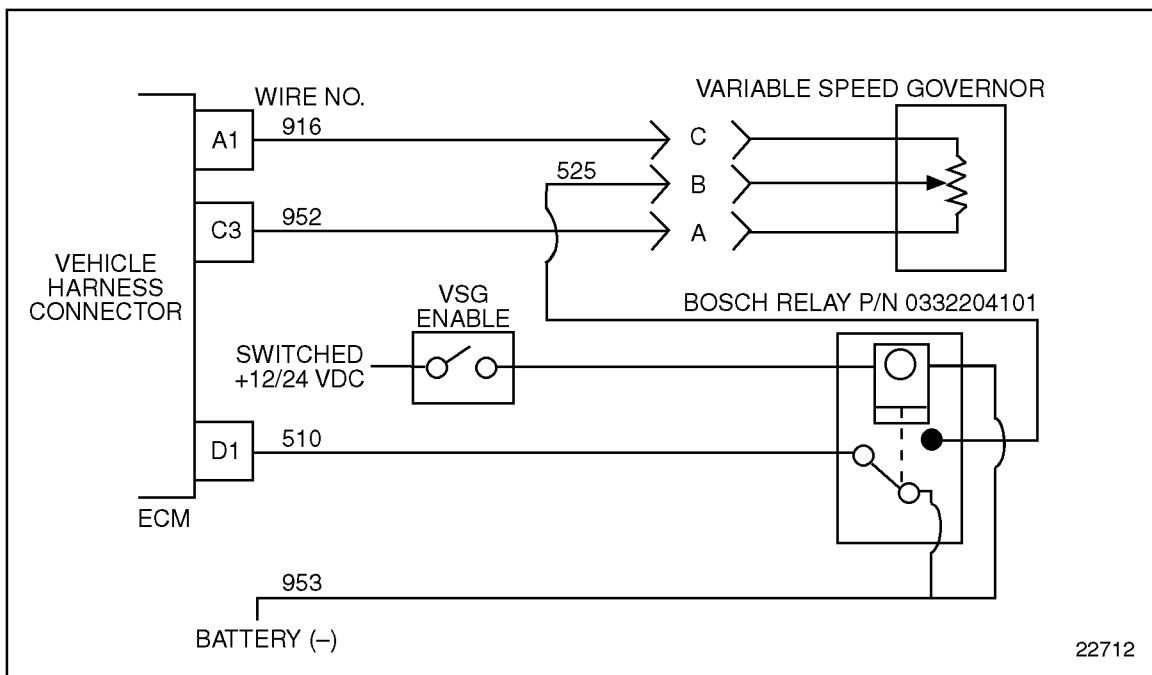 WIRE NO.
VARIABLE SPEED GOVERNOR
A1
916
C
525
B
C3
952
A
VEHICLE
HARNESS
CONNECTOR
VSG
ENABLE
BOSCH RELAY P/N 0332204101
SWITCHED
+12/24 VDC
D1
510
ECM
953
BATTERY (–)
22712